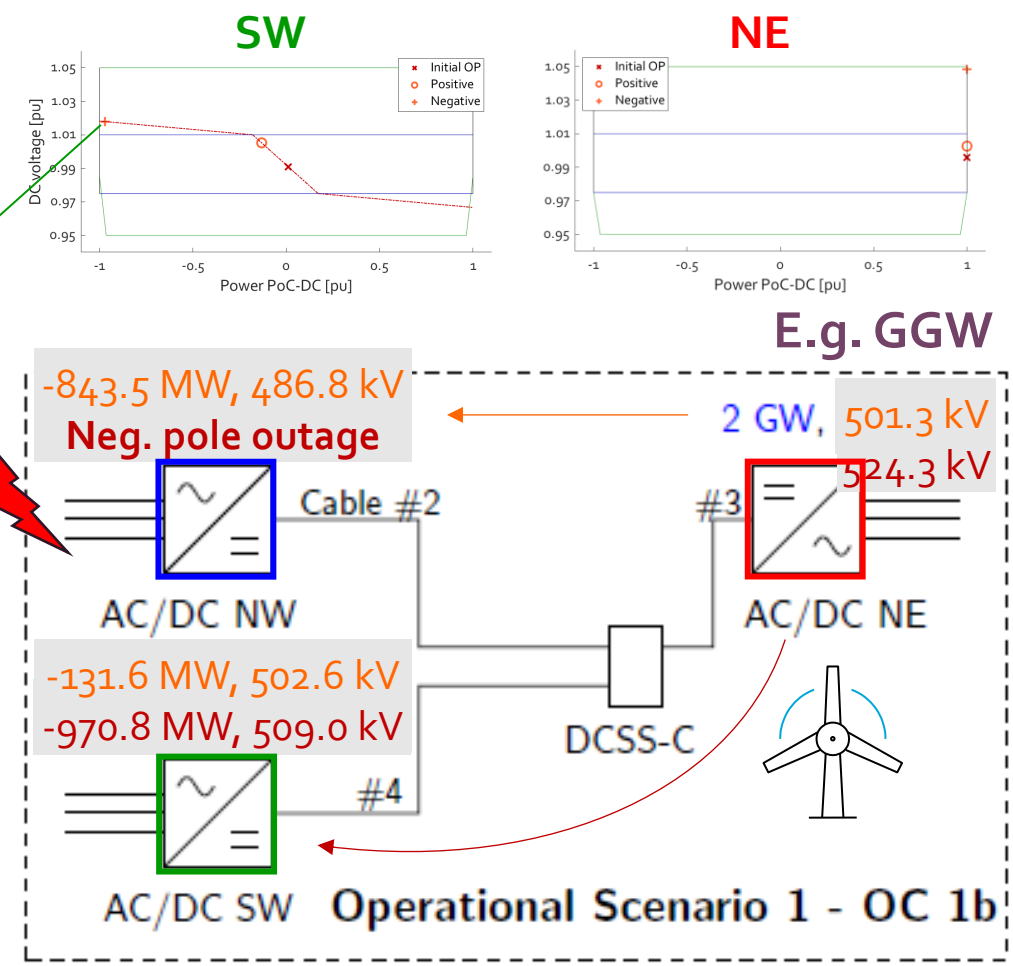 SW
NE
1.05
1.03
1.01
0.99
0.97
0.95
DC voltage [pu]
Initial OP
Positive
Negative
-1
-0.5
0
0.5
1
Power PoC-DC [pu]
1.05
1.03
1.01
0.99
0.97
0.95
Initial OP
Positive
Negative
-1
-0.5
0
0.5
1
Power PoC-DC [pu]
E.g. GGW
-843.5 MW, 486.8 kV
Neg. pole outage
2 GW, 501.3 kV
524.3 kV
Cable #2
#3
AC/DC NW
AC/DC NE
-131.6 MW, 502.6 kV
-970.8 MW, 509.0 kV
DCSS-C
#4
AC/DC SW
Operational Scenario 1 - OC 1b